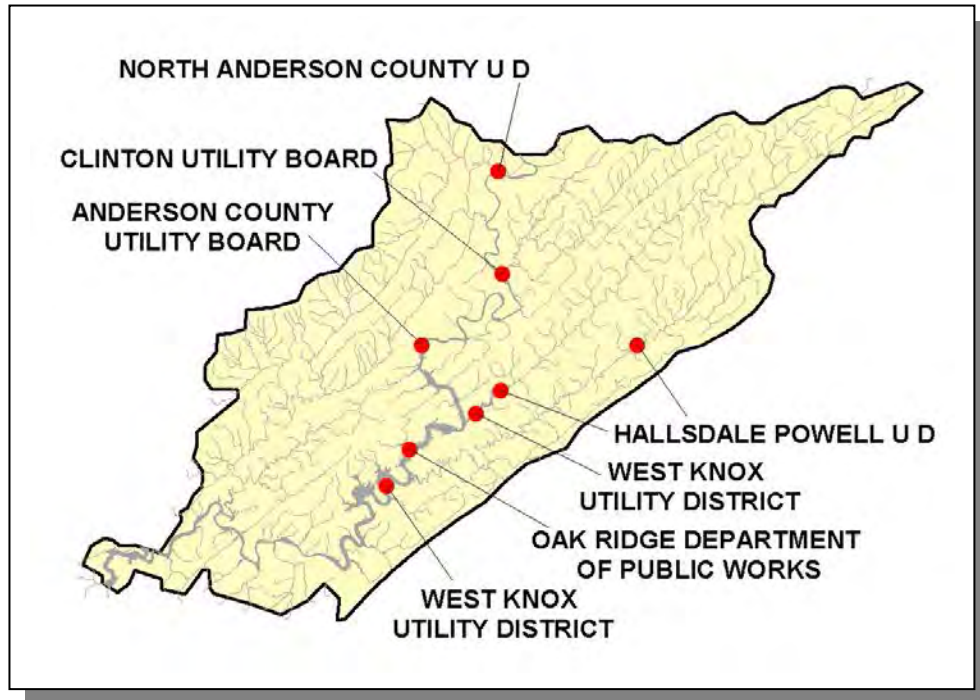 NORTH ANDERSON COUNTY U D
CLINTON UTILITY BOARD
ANDERSON COUNTY
UTILITY BOARD
HALLSDALE POWELL U D
WEST KNOX
UTILITY DISTRICT
OAK RIDGE DEPARTMENT
OF PUBLIC WORKS
WEST KNOX
UTILITY DISTRICT